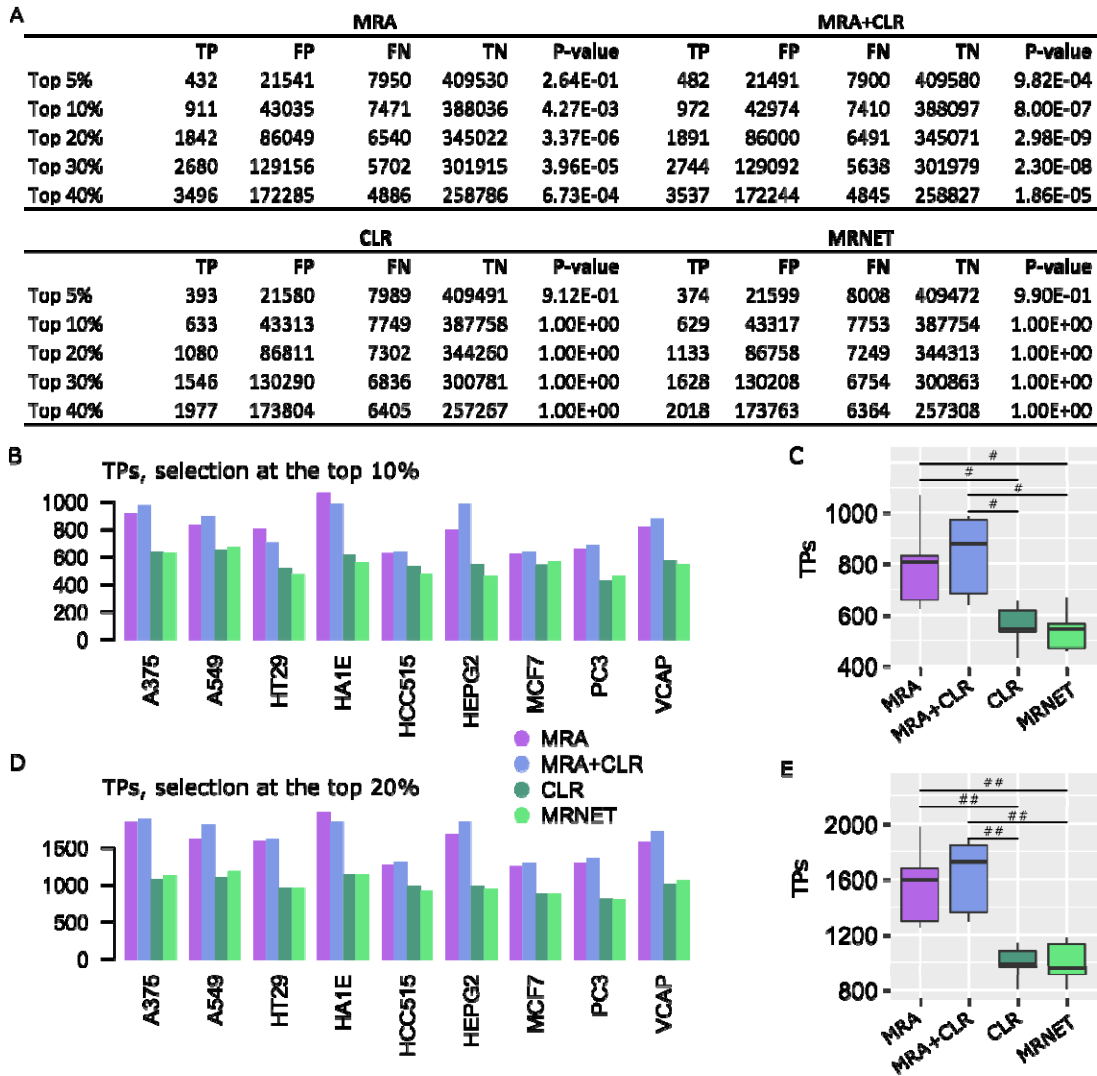 A
MRA MRA+CLR
TP FP FN TN P-value TP FP FN TN P-value
Top 5% 432 21541 7950 409530 2.64E-01 482 21491 7900 409580 9.82E-04
Top 10% 911 43035 7471 388036 4.27E-03 972 42974 7410 388097 8.00E-07
Top 20% 1842 86049 6540 345022 3.37E-06 1891 86000 6491 345071 2.98E-09
Top 30% 2680 129156 5702 301915 3.96E-05 2744 129092 5638 301979 2.30E-08
Top 40% 3496 172285 4886 258786 6.73E-04 3537 172244 4845 258827 1.86E-05
CLR MRNET
TP FP FN TN P-value TP FP FN TN P-value
Top 5% 393 21580 7989 409491 9.12E-01 374 21599 8008 409472 9.90E-01
Top 10% 633 43313 7749 387758 1.00E+00 629 43317 7753 387754 1.00E+00
Top 20% 1080 86811 7302 344260 1.00E+00 1133 86758 7249 344313 1.00E+00
Top 30% 1546 130290 6836 300781 1.00E+00 1628 130208 6754 300863 1.00E+00
Top 40% 1977 173804 6405 257267 1.00E+00 2018 173763 6364 257308 1.00E+00
B
TPs, selection at the top 10%
1000
800
600
400
200
0
A375 A549 HT29 HA1E HCC515 HEPG2 MCF7 PC3 VCAP
C
#
#
#
#
TPs
1000
800
600
400
MRA MRA+CLR CLR MRNET
MRA
MRA+CLR
CLR
MRNET
D
TPs, selection at the top 20%
1500
1000
500
0
A375 A549 HT29 HA1E HCC515 HEPG2 MCF7 PC3 VCAP
E
##
##
##
##
TPs
2000
1600
1200
800
MRA MRA+CLR CLR MRNET